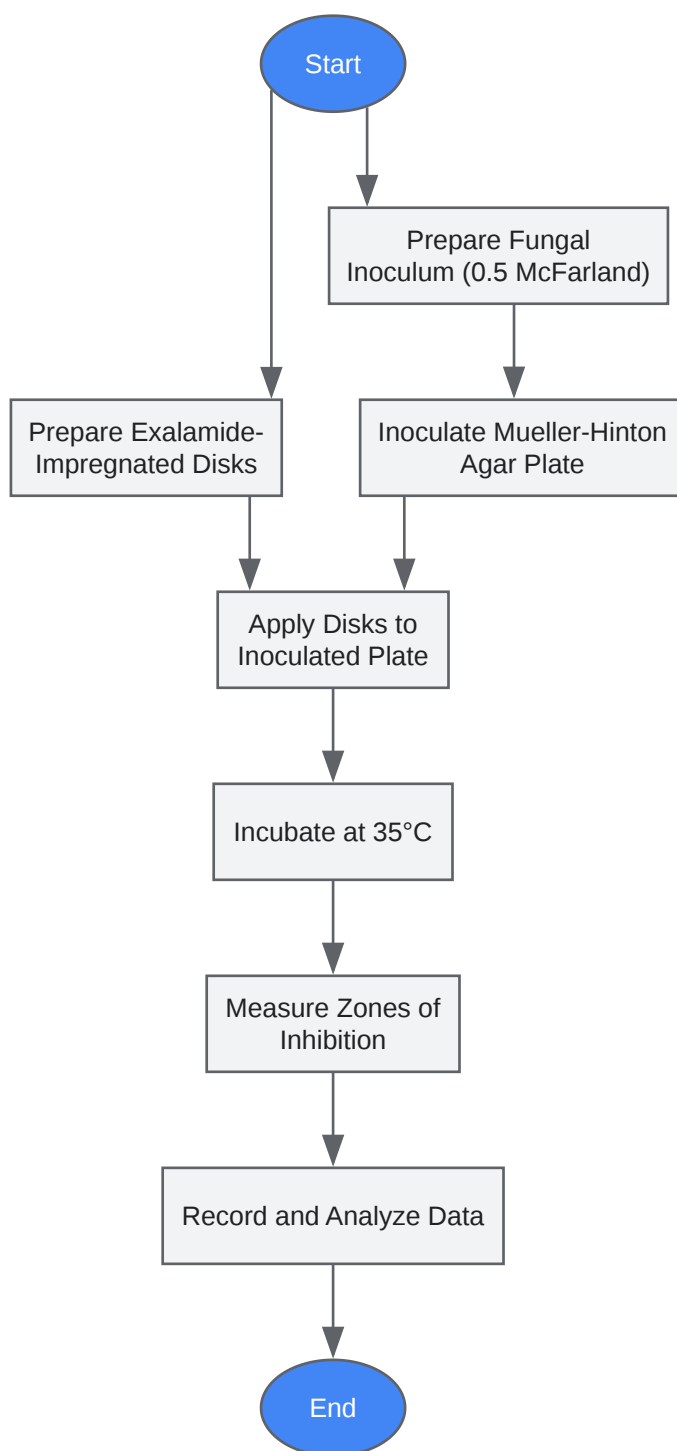 Start
Prepare Fungal
Inoculum (0.5 McFarland)
Prepare Exalamide-
Impregnated Disks
Inoculate Mueller-Hinton
Agar Plate
Apply Disks to
Inoculated Plate
Incubate at 35°C
Measure Zones of
Inhibition
Record and Analyze Data
End